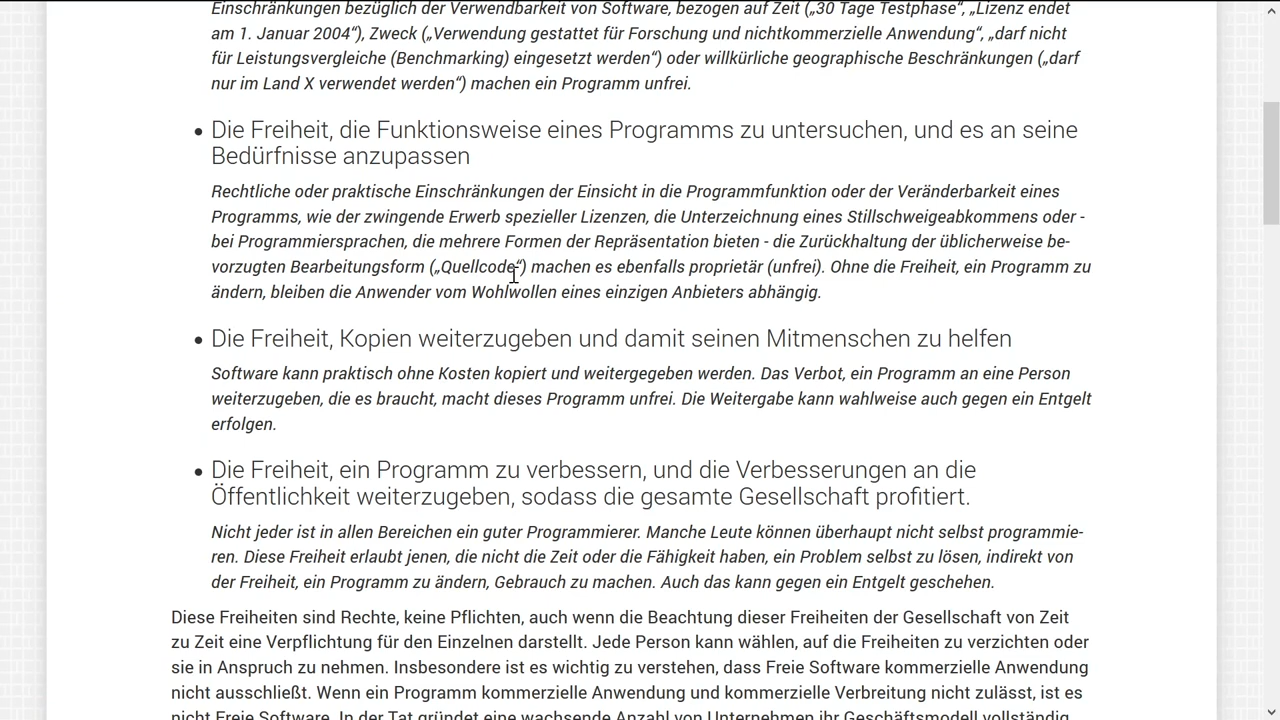 Einschränkungen bezüglich der Verwendbarkeit von Software, bezogen auf Zeit („30 Tage Testphase“, „Lizenz endet
am 1. Januar 2004“), Zweck („Verwendung gestattet für Forschung und nichtkommerzielle Anwendung“, „darf nicht
für Leistungsvergleiche (Benchmarking) eingesetzt werden“) oder willkürliche geographische Beschränkungen („darf
nur im Land X verwendet werden“) machen ein Programm unfrei.
• Die Freiheit, die Funktionsweise eines Programms zu untersuchen, und es an seine
Bedürfnisse anzupassen
Rechtliche oder praktische Einschränkungen der Einsicht in die Programmfunktion oder der Veränderbarkeit eines
Programms, wie der zwingende Erwerb spezieller Lizenzen, die Unterzeichnung eines Stillschweigeabkommens oder -
bei Programmiersprachen, die mehrere Formen der Repräsentation bieten - die Zurückhaltung der üblicherweise be-
vorzugten Bearbeitungsform („Quellcode“) machen es ebenfalls proprietär (unfrei). Ohne die Freiheit, ein Programm zu
ändern, bleiben die Anwender vom Wohlwollen eines einzigen Anbieters abhängig.
• Die Freiheit, Kopien weiterzugeben und damit seinen Mitmenschen zu helfen
Software kann praktisch ohne Kosten kopiert und weitergegeben werden. Das Verbot, ein Programm an eine Person
weiterzugeben, die es braucht, macht dieses Programm unfrei. Die Weitergabe kann wahlweise auch gegen ein Entgelt
erfolgen.
• Die Freiheit, ein Programm zu verbessern, und die Verbesserungen an die
Öffentlichkeit weiterzugeben, sodass die gesamte Gesellschaft profitiert.
Nicht jeder ist in allen Bereichen ein guter Programmierer. Manche Leute können überhaupt nicht selbst programmie-
ren. Diese Freiheit erlaubt jenen, die nicht die Zeit oder die Fähigkeit haben, ein Problem selbst zu lösen, indirekt von
der Freiheit, ein Programm zu ändern, Gebrauch zu machen. Auch das kann gegen ein Entgelt geschehen.
Diese Freiheiten sind Rechte, keine Pflichten, auch wenn die Beachtung dieser Freiheiten der Gesellschaft von Zeit
zu Zeit eine Verpflichtung für den Einzelnen darstellt. Jede Person kann wählen, auf die Freiheiten zu verzichten oder
sie in Anspruch zu nehmen. Insbesondere ist es wichtig zu verstehen, dass Freie Software kommerzielle Anwendung
nicht ausschließt. Wenn ein Programm kommerzielle Anwendung und kommerzielle Verbreitung nicht zulässt, ist es
nicht Freie Software. In der Tat gründet eine wachsende Anzahl von Unternehmen ihr Geschäftsmodell vollständig